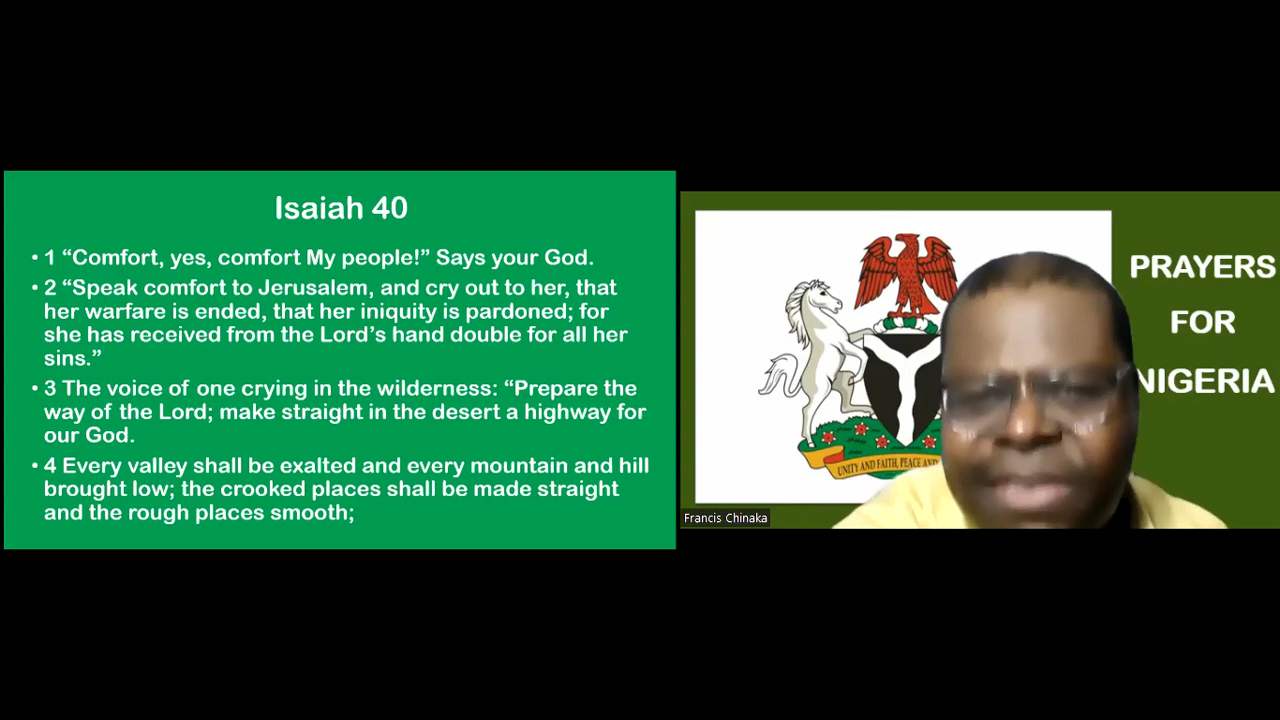 Isaiah 40
• 1 “Comfort, yes, comfort My people!” Says your God.
• 2 “Speak comfort to Jerusalem, and cry out to her, that
her warfare is ended, that her iniquity is pardoned; for
she has received from the Lord’s hand double for all her
sins.”
• 3 The voice of one crying in the wilderness: “Prepare the
way of the Lord; make straight in the desert a highway for
our God.
• 4 Every valley shall be exalted and every mountain and hill
brought low; the crooked places shall be made straight
and the rough places smooth;
PRAYERS
FOR
NIGERIA
UNITY AND FAITH, PEACE AND
Francis Chinaka